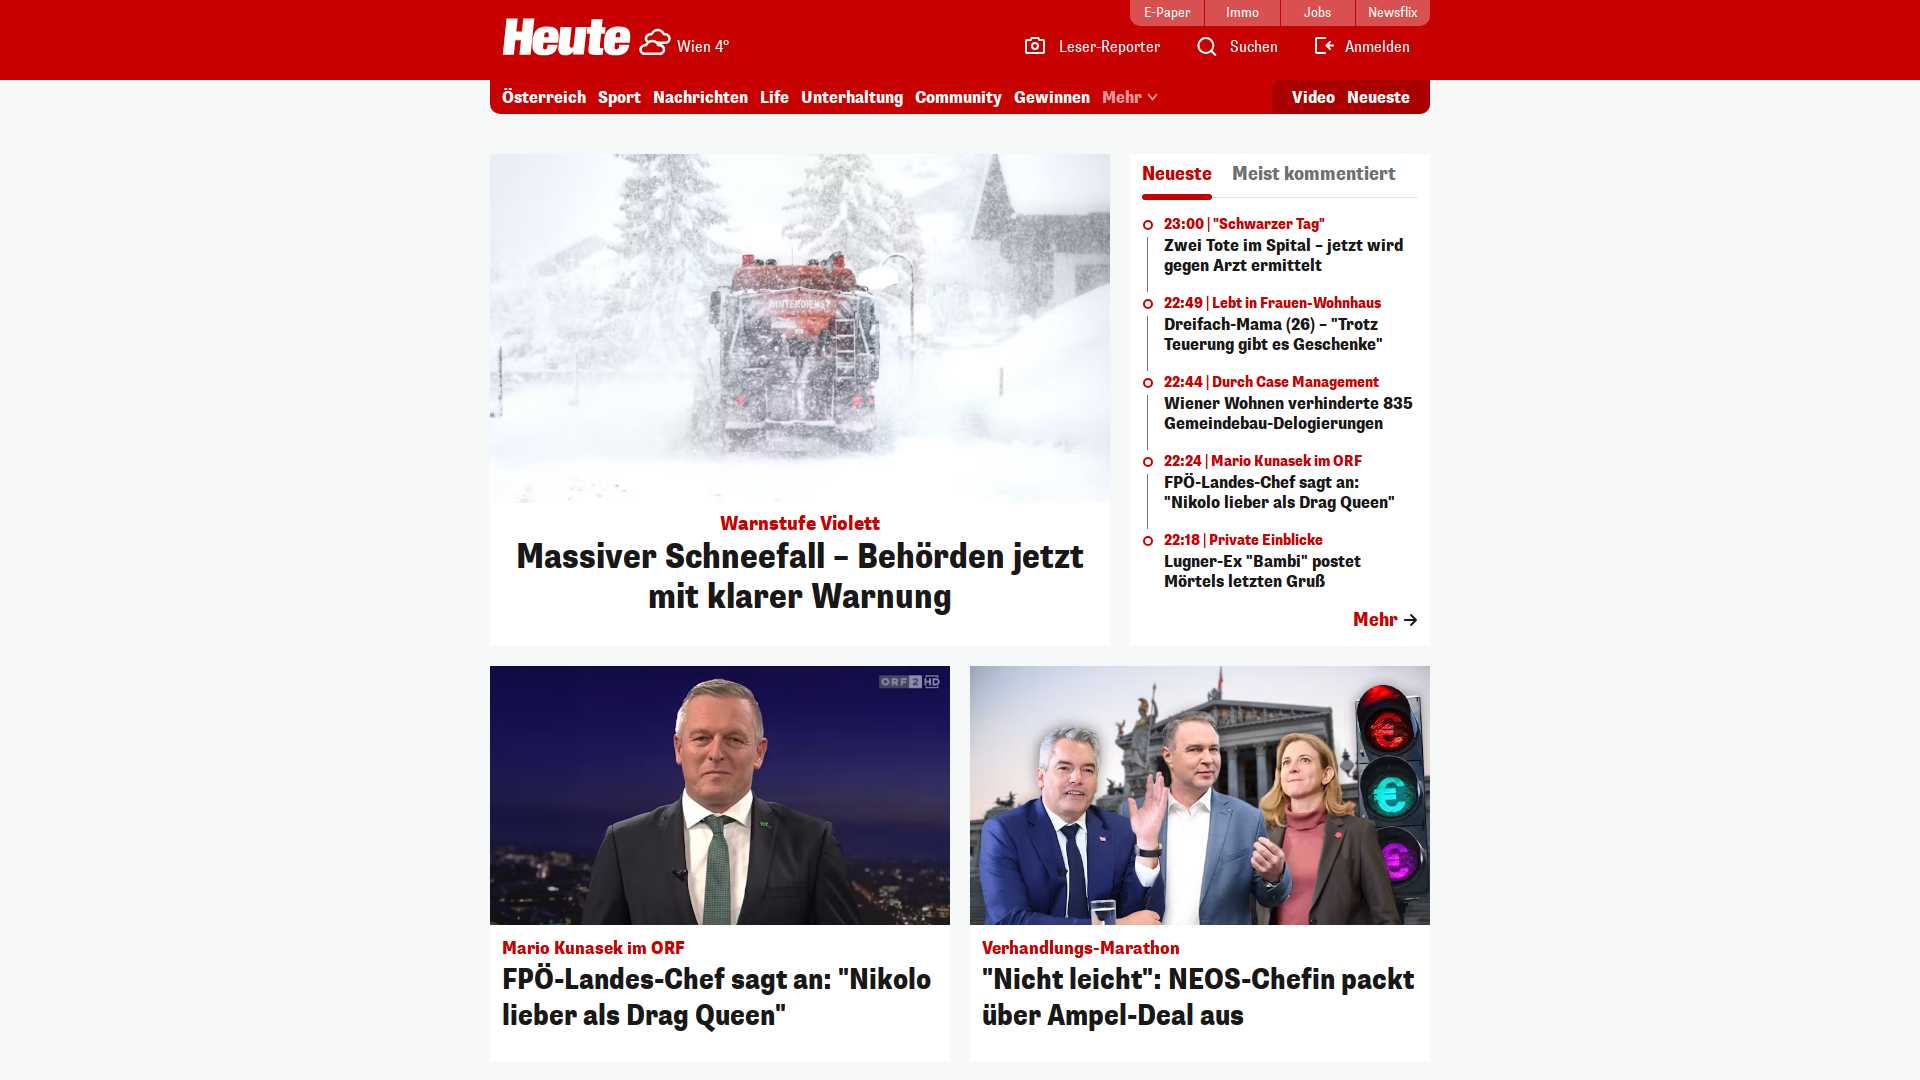 E-Paper
Immo
Jobs
Newsflix
Heute
Wien 4°
Leser-Reporter
Suchen
Anmelden
Österreich
Sport
Nachrichten
Life
Unterhaltung
Community
Gewinnen
Mehr
Video
Neueste
WINTERDIENST
Warnstufe Violett
Massiver Schneefall – Behörden jetzt
mit klarer Warnung
Neueste
Meist kommentiert
23:00 | "Schwarzer Tag"
Zwei Tote im Spital – jetzt wird
gegen Arzt ermittelt
22:49 | Lebt in Frauen-Wohnhaus
Dreifach-Mama (26) – "Trotz
Teuerung gibt es Geschenke"
22:44 | Durch Case Management
Wiener Wohnen verhinderte 835
Gemeindebau-Delogierungen
22:24 | Mario Kunasek im ORF
FPÖ-Landes-Chef sagt an:
"Nikolo lieber als Drag Queen"
22:18 | Private Einblicke
Lugner-Ex "Bambi" postet
Mörtels letzten Gruß
Mehr →
ORF 2 HD
Mario Kunasek im ORF
FPÖ-Landes-Chef sagt an: "Nikolo
lieber als Drag Queen"
€
€
€
Verhandlungs-Marathon
"Nicht leicht": NEOS-Chefin packt
über Ampel-Deal aus